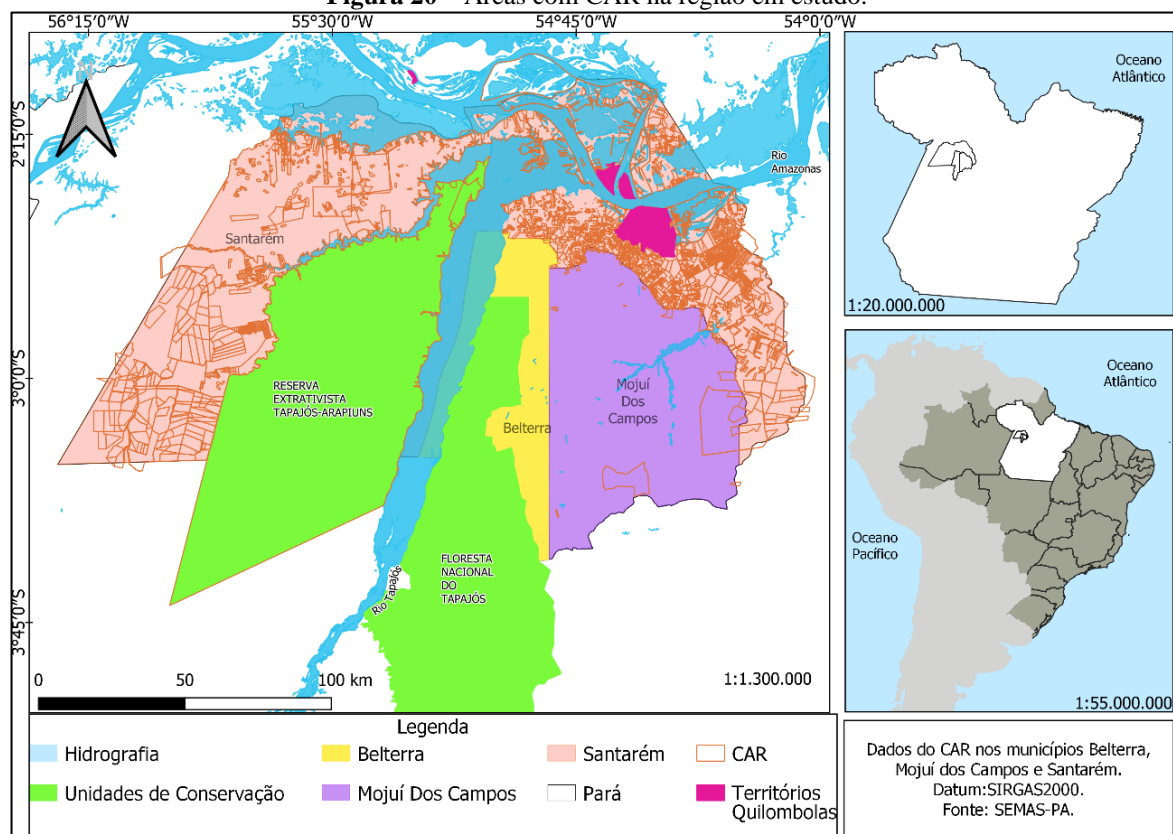 Figura 20 – Áreas com CAR na região em estudo.
56°15'0"W
55°30'0"W
54°45'0"W
54°0'0"W
2°15'0"S
3°0'0"S
3°45'0"S
Rio
Amazonas
Santarém
RESERVA
EXTRATIVISTA
TAPAJÓS-ARAPIUNS
Belterra
Mojuí
Dos
Campos
FLORESTA
NACIONAL
DO
TAPAJÓS
Rio Tapajós
0 50 100 km
1:1.300.000
Oceano
Atlântico
1:20.000.000
Oceano
Atlântico
Oceano
Pacífico
1:55.000.000
Legenda
Hidrografia
Belterra
Santarém
CAR
Unidades de Conservação
Mojuí Dos Campos
Pará
Territórios
Quilombolas
Dados do CAR nos municípios Belterra,
Mojuí dos Campos e Santarém.
Datum:SIRGAS2000.
Fonte: SEMAS-PA.